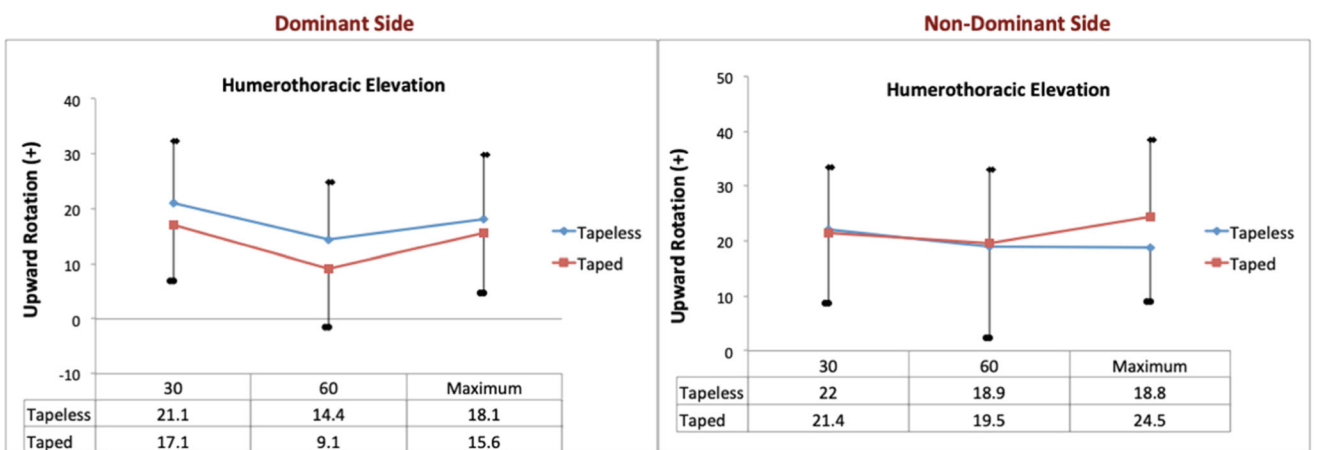 Dominant Side
Humerothoracic Elevation
Upward Rotation (+)
40
30
20
10
0
-10
Tapeless
Taped
30 60 Maximum
Tapeless 21.1 14.4 18.1
Taped 17.1 9.1 15.6
Non-Dominant Side
Humerothoracic Elevation
Upward Rotation (+)
50
40
30
20
10
0
Tapeless
Taped
30 60 Maximum
Tapeless 22 18.9 18.8
Taped 21.4 19.5 24.5